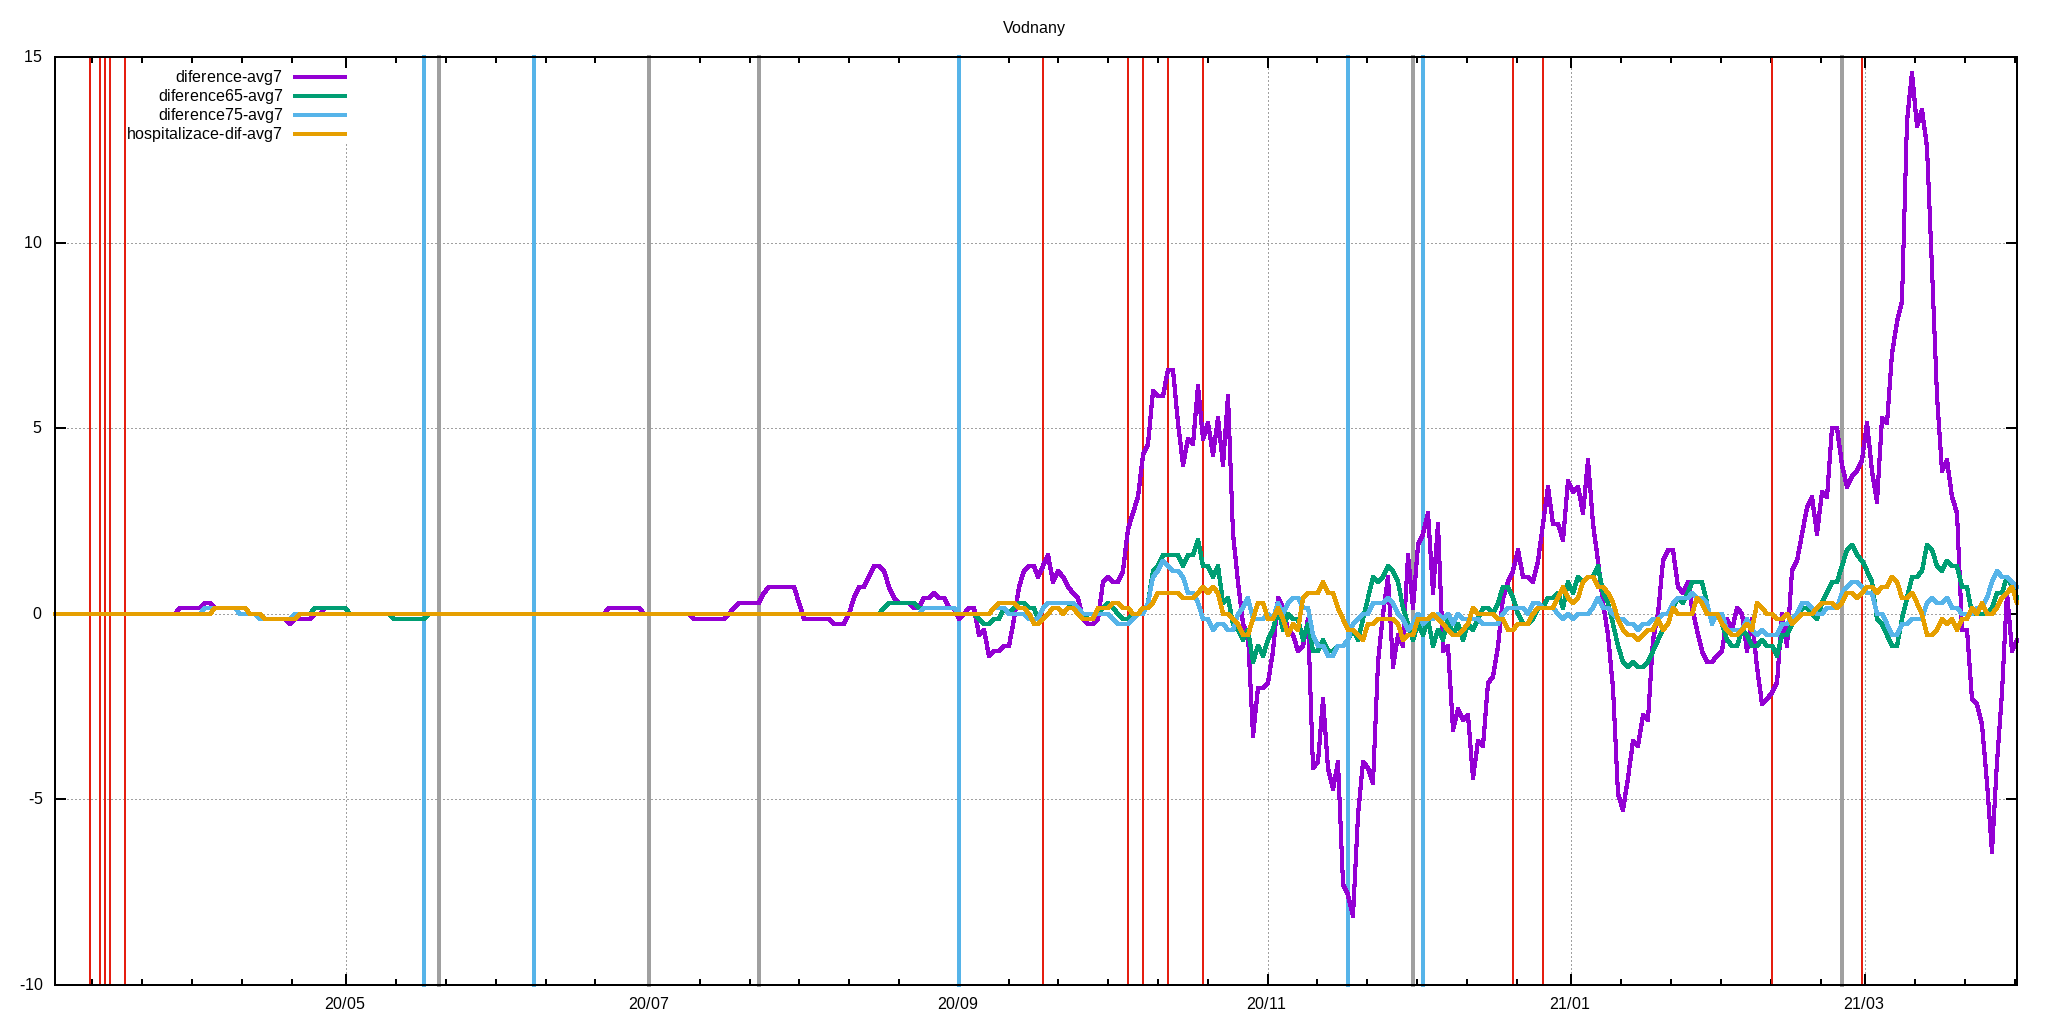 Vodnany
15
diference-avg7
diference65-avg7
diference75-avg7
hospitalizace-dif-avg7
10
5
0
-5
-10
20/05 20/07 20/09 20/11 21/01 21/03